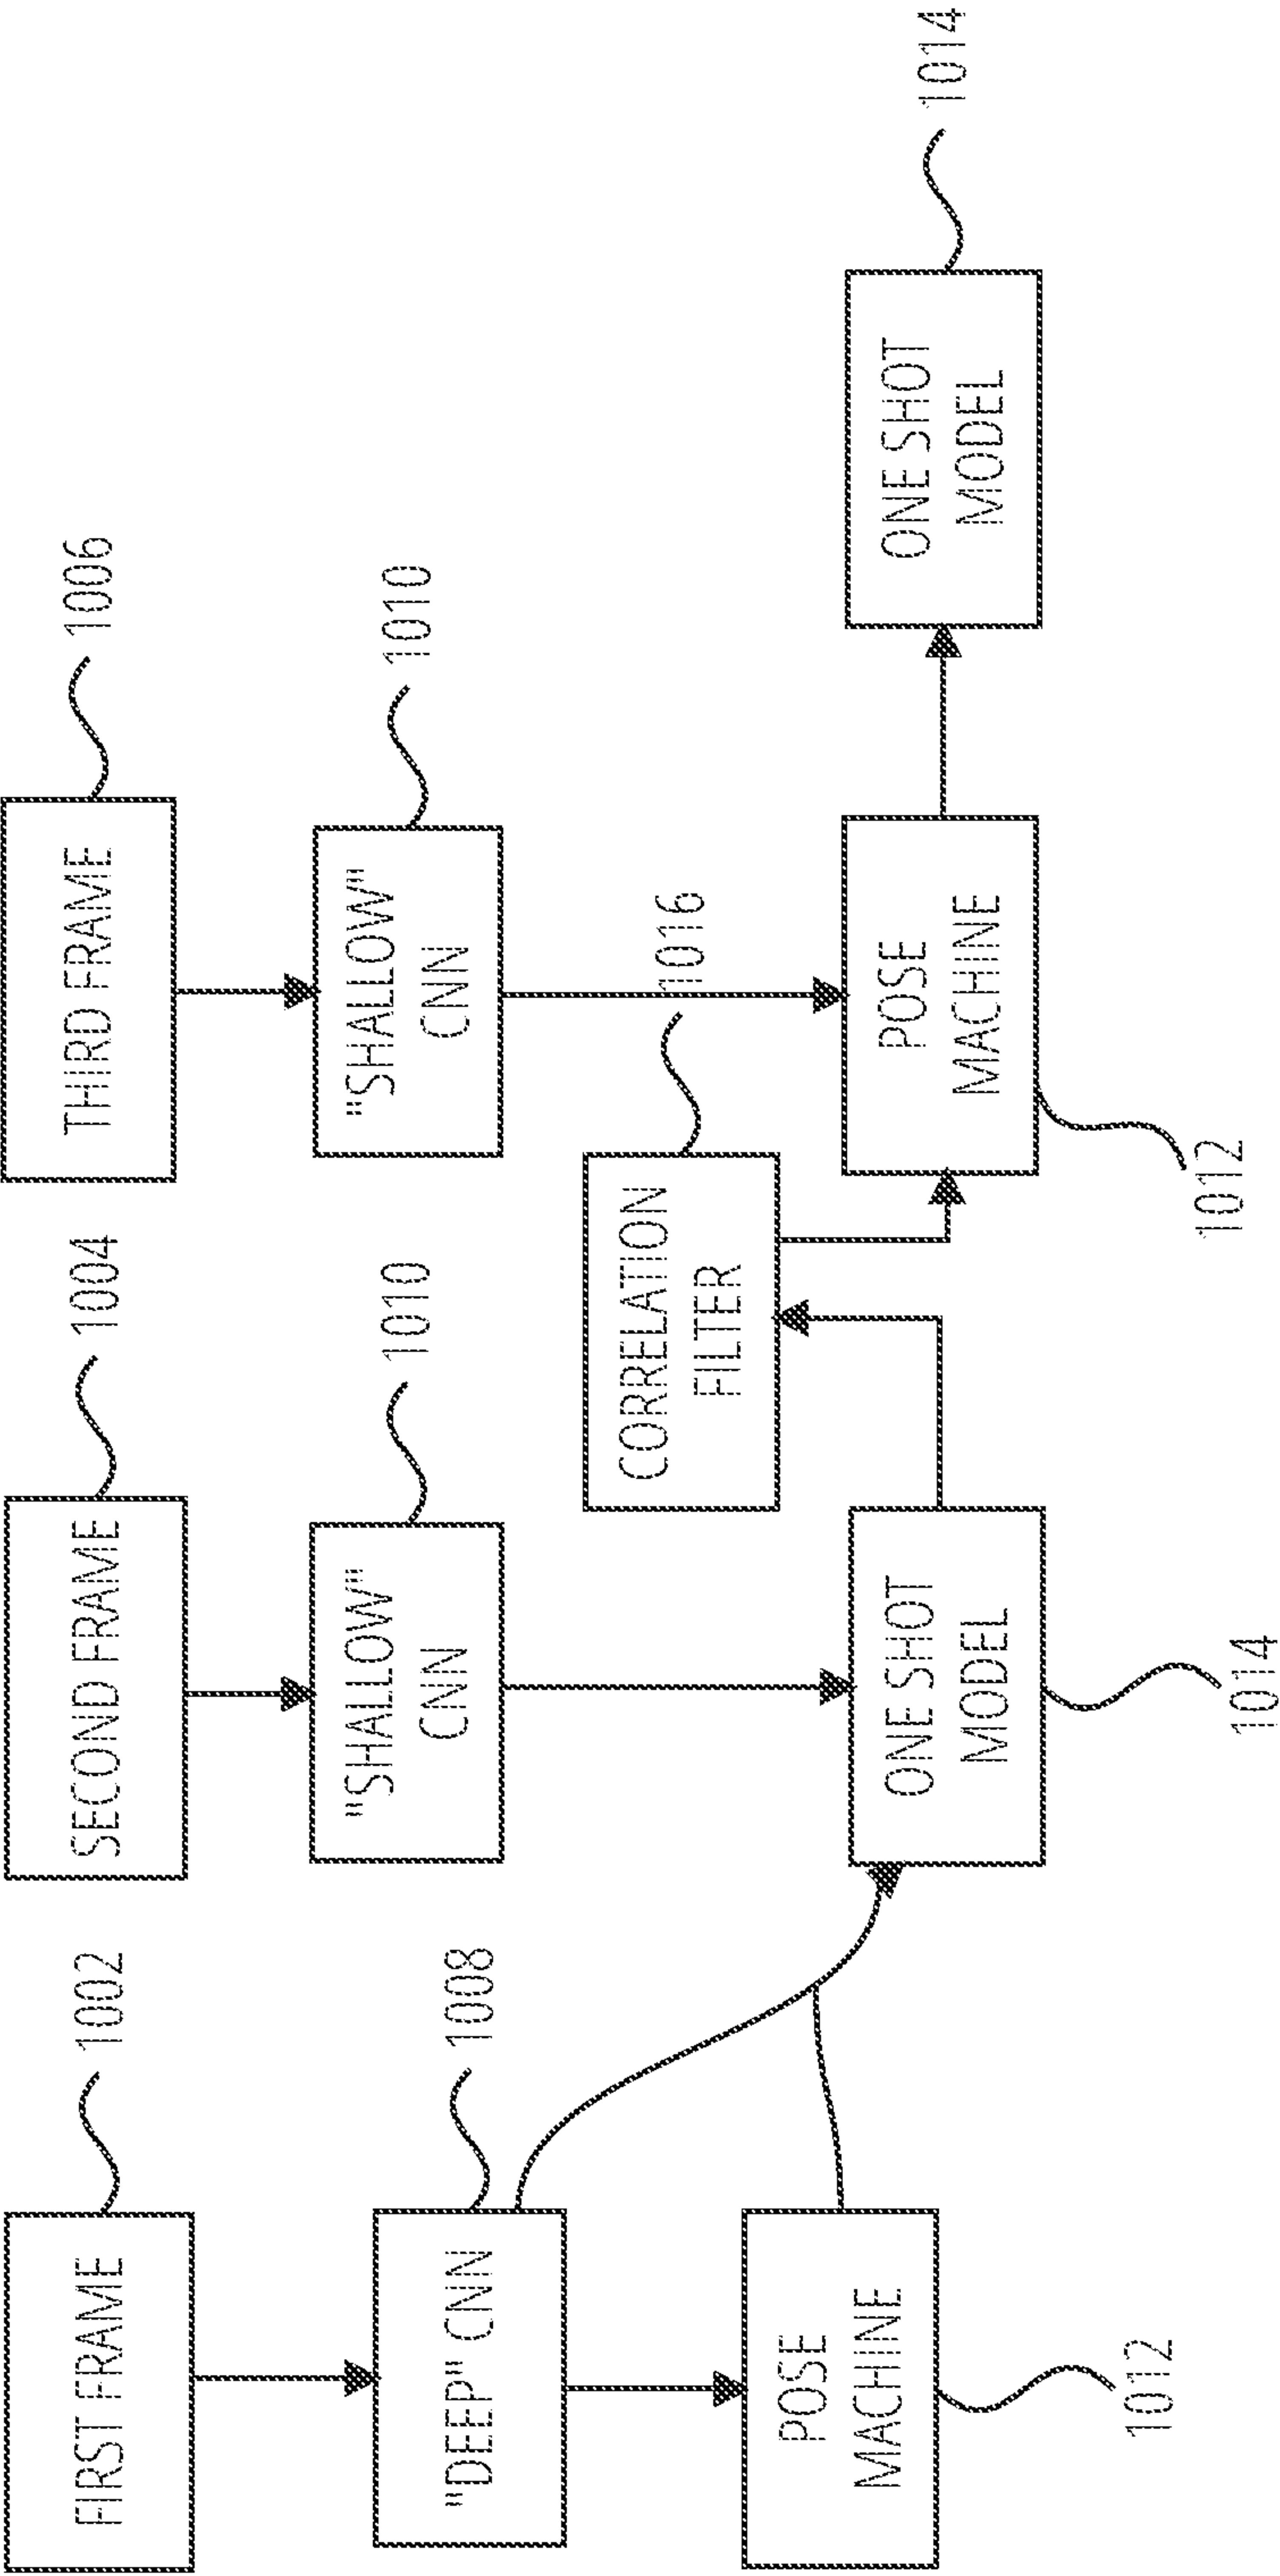 FIRST FRAME
1002
SECOND FRAME
1004
THIRD FRAME
1006
"DEEP" CNN
1008
"SHALLOW"
CNN
1010
"SHALLOW"
CNN
1010
CORRELATION
FILTER
1016
POSE
MACHINE
1012
ONE SHOT
MODEL
1014
POSE
MACHINE
1012
ONE SHOT
MODEL
1014